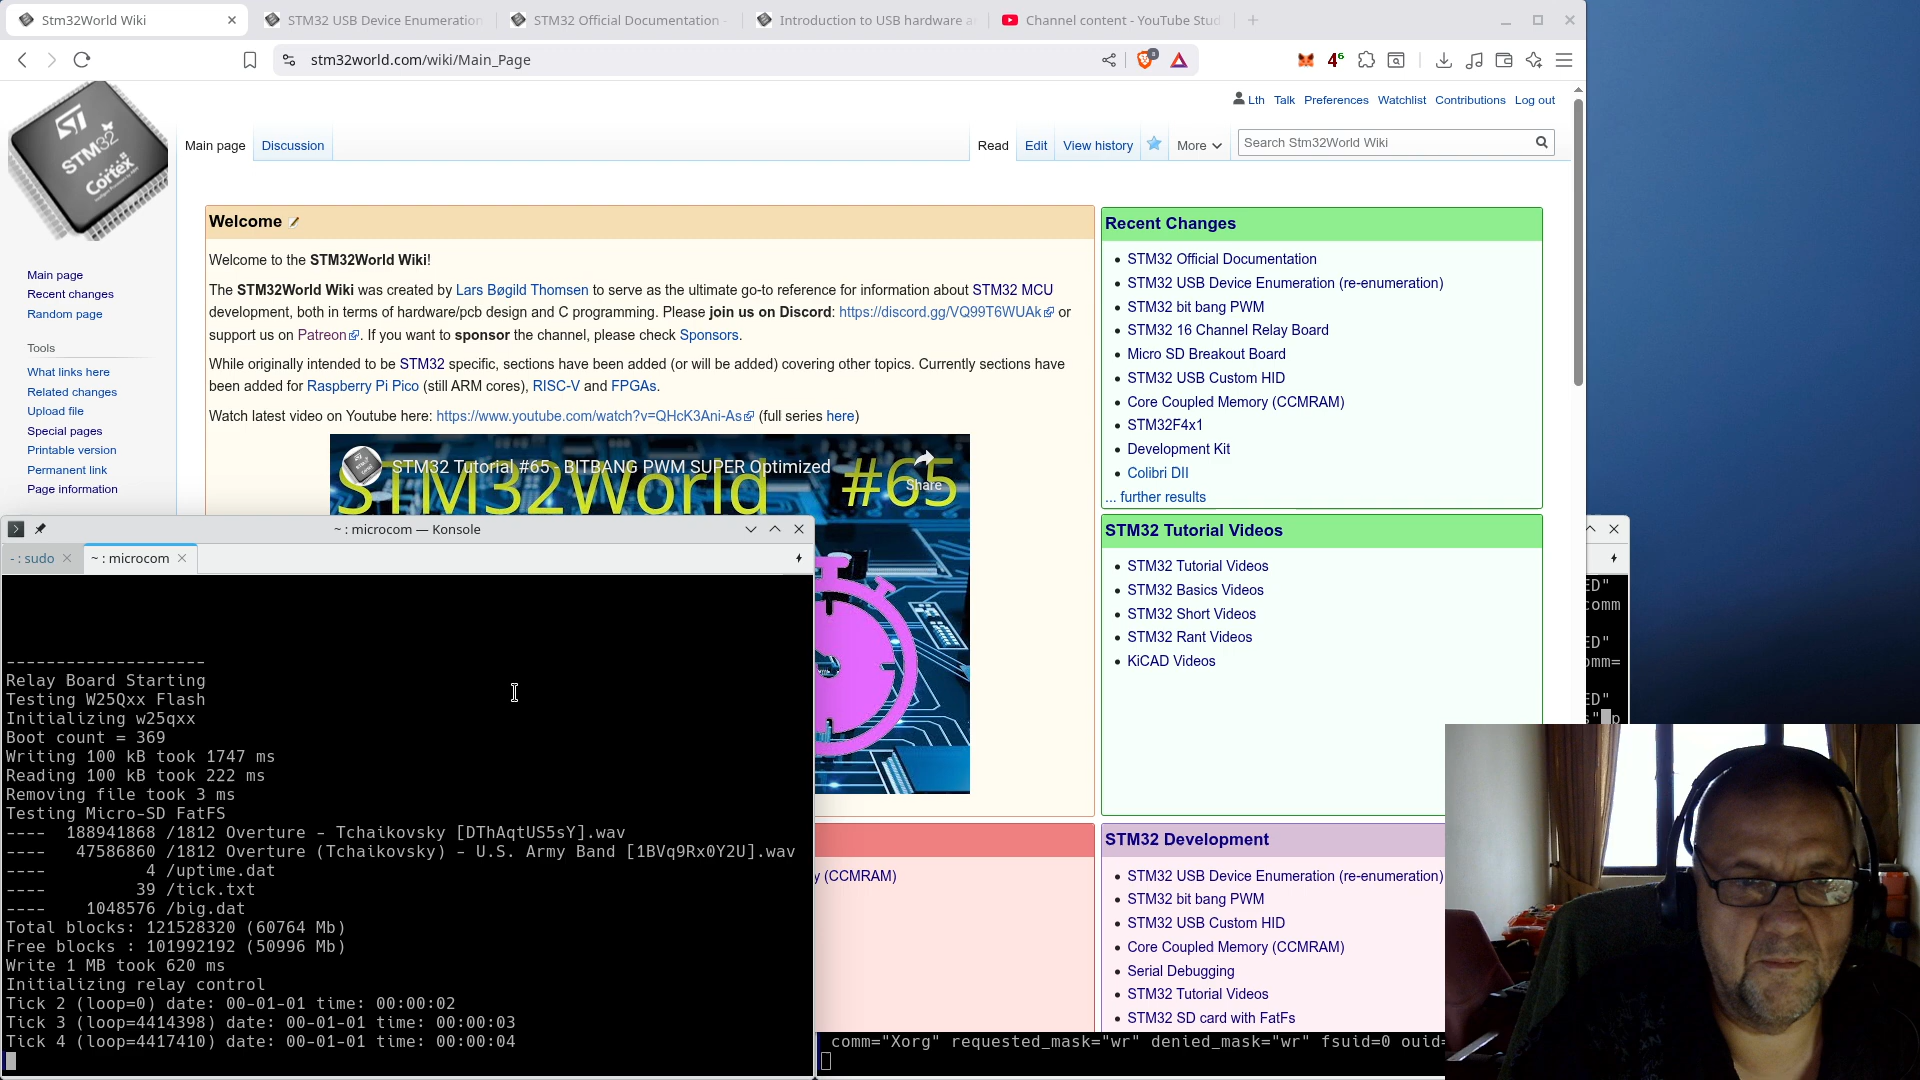 Stm32World Wiki
STM32 USB Device Enumeration
STM32 Official Documentation -
Introduction to USB hardware a
Channel content - YouTube Stud
stm32world.com/wiki/Main_Page
ST
STM32
Cortex
Lth Talk Preferences Watchlist Contributions Log out
Main page Discussion
Read Edit View history More
Search Stm32World Wiki
Main page
Recent changes
Random page
Tools
What links here
Related changes
Upload file
Special pages
Printable version
Permanent link
Page information
Welcome
Welcome to the STM32World Wiki!
The STM32World Wiki was created by Lars Bøgild Thomsen to serve as the ultimate go-to reference for information about STM32 MCU
development, both in terms of hardware/pcb design and C programming. Please join us on Discord: https://discord.gg/VQ99T6WUAk or
support us on Patreon. If you want to sponsor the channel, please check Sponsors.
While originally intended to be STM32 specific, sections have been added (or will be added) covering other topics. Currently sections have
been added for Raspberry Pi Pico (still ARM cores), RISC-V and FPGAs.
Watch latest video on Youtube here: https://www.youtube.com/watch?v=QHcK3Ani-As (full series here)
STM32 Tutorial #65 - BITBANG PWM SUPER Optimized
STM32World #65
Share
Recent Changes
STM32 Official Documentation
STM32 USB Device Enumeration (re-enumeration)
STM32 bit bang PWM
STM32 16 Channel Relay Board
Micro SD Breakout Board
STM32 USB Custom HID
Core Coupled Memory (CCMRAM)
STM32F4x1
Development Kit
Colibri DII
... further results
STM32 Tutorial Videos
STM32 Tutorial Videos
STM32 Basics Videos
STM32 Short Videos
STM32 Rant Videos
KiCAD Videos
y (CCMRAM)
STM32 Development
STM32 USB Device Enumeration (re-enumeration)
STM32 bit bang PWM
STM32 USB Custom HID
Core Coupled Memory (CCMRAM)
Serial Debugging
STM32 Tutorial Videos
STM32 SD card with FatFs
~ : microcom — Konsole
- : sudo
~ : microcom
--------------------
Relay Board Starting
Testing W25Qxx Flash
Initializing w25qxx
Boot count = 369
Writing 100 kB took 1747 ms
Reading 100 kB took 222 ms
Removing file took 3 ms
Testing Micro-SD FatFS
----  188941868 /1812 Overture - Tchaikovsky [DThAqtUS5sY].wav
----   47586860 /1812 Overture (Tchaikovsky) - U.S. Army Band [1BVq9Rx0Y2U].wav
----          4 /uptime.dat
----         39 /tick.txt
----    1048576 /big.dat
Total blocks: 121528320 (60764 Mb)
Free blocks : 101992192 (50996 Mb)
Write 1 MB took 620 ms
Initializing relay control
Tick 2 (loop=0) date: 00-01-01 time: 00:00:02
Tick 3 (loop=4414398) date: 00-01-01 time: 00:00:03
Tick 4 (loop=4417410) date: 00-01-01 time: 00:00:04
ED"
comm
ED"
omm=
ED"
comm="Xorg" requested_mask="wr" denied_mask="wr" fsuid=0 ouid=